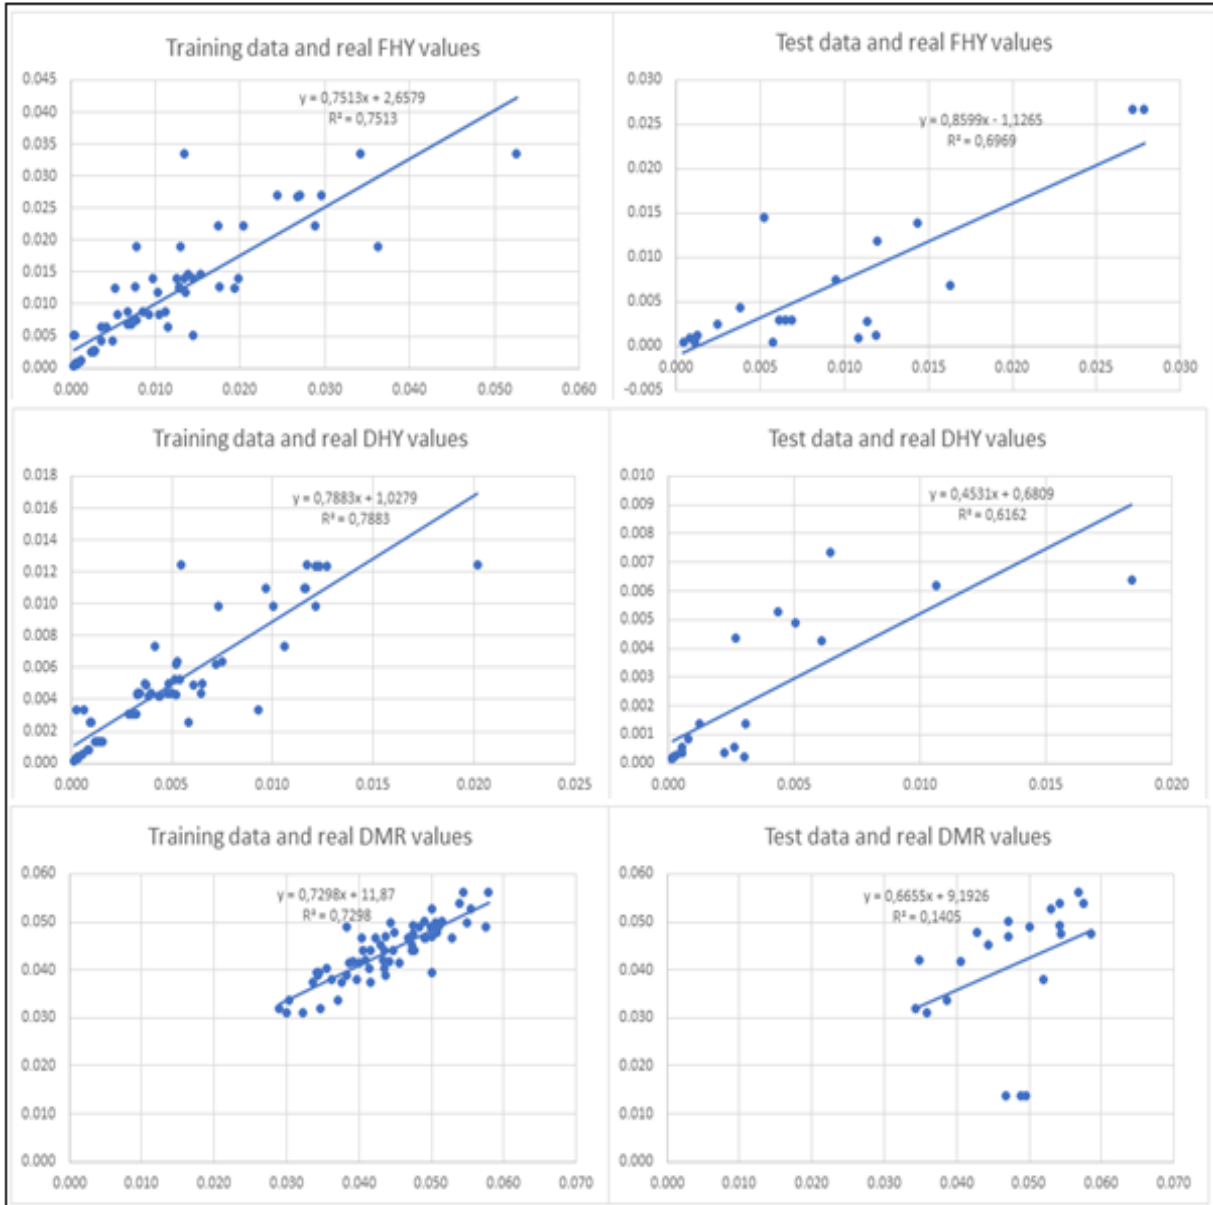 Training data and real FHY values
y = 0,7513x + 2,6579
R² = 0,7513
0.045
0.040
0.035
0.030
0.025
0.020
0.015
0.010
0.005
0.000
0.000 0.010 0.020 0.030 0.040 0.050 0.060
Test data and real FHY values
y = 0,8599x - 1,1265
R² = 0,6969
0.030
0.025
0.020
0.015
0.010
0.005
0.000
-0.005
0.000 0.005 0.010 0.015 0.020 0.025 0.030
Training data and real DHY values
y = 0,7883x + 1,0279
R² = 0,7883
0.018
0.016
0.014
0.012
0.010
0.008
0.006
0.004
0.002
0.000
0.000 0.005 0.010 0.015 0.020 0.025
Test data and real DHY values
y = 0,4531x + 0,6809
R² = 0,6162
0.010
0.009
0.008
0.007
0.006
0.005
0.004
0.003
0.002
0.001
0.000
0.000 0.005 0.010 0.015 0.020
Training data and real DMR values
y = 0,7298x + 11,87
R² = 0,7298
0.060
0.050
0.040
0.030
0.020
0.010
0.000
0.000 0.010 0.020 0.030 0.040 0.050 0.060 0.070
Test data and real DMR values
y = 0,6655x + 9,1926
R² = 0,1405
0.060
0.050
0.040
0.030
0.020
0.010
0.000
0.000 0.010 0.020 0.030 0.040 0.050 0.060 0.070